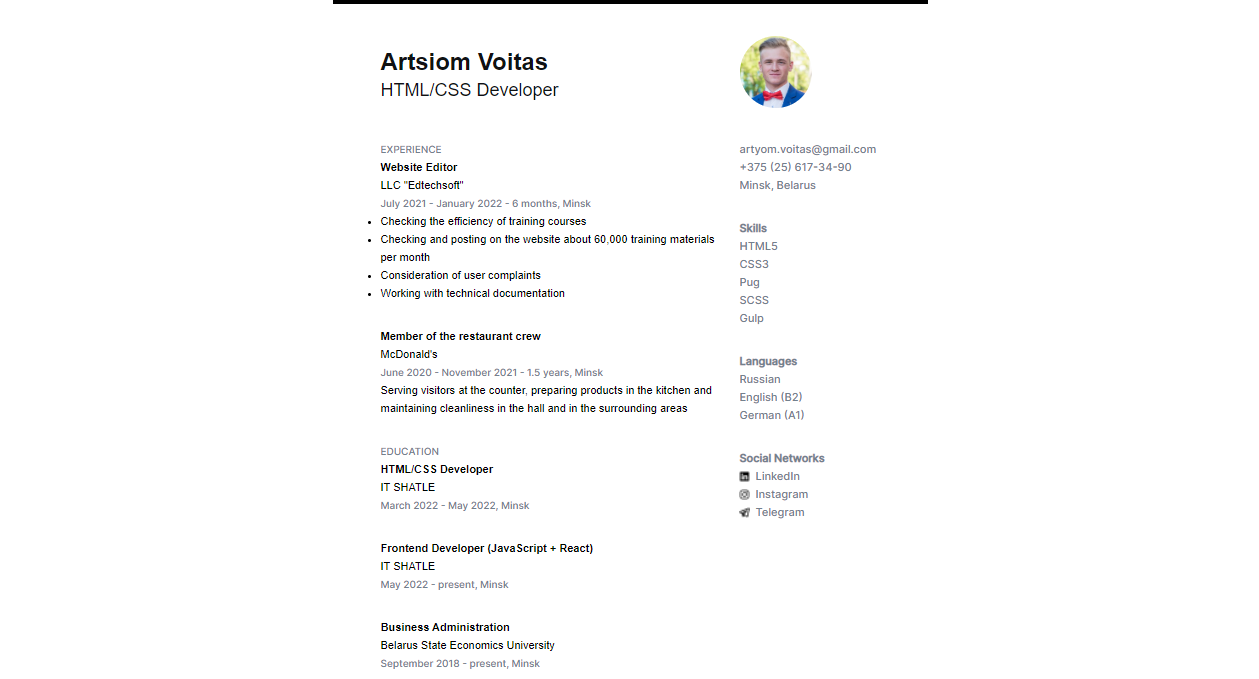 Artsiom Voitas
HTML/CSS Developer
EXPERIENCE
Website Editor
LLC "Edtechsoft"
July 2021 - January 2022 - 6 months, Minsk
Checking the efficiency of training courses
Checking and posting on the website about 60,000 training materials
per month
Consideration of user complaints
Working with technical documentation
Member of the restaurant crew
McDonald's
June 2020 - November 2021 - 1.5 years, Minsk
Serving visitors at the counter, preparing products in the kitchen and
maintaining cleanliness in the hall and in the surrounding areas
EDUCATION
HTML/CSS Developer
IT SHATLE
March 2022 - May 2022, Minsk
Frontend Developer (JavaScript + React)
IT SHATLE
May 2022 - present, Minsk
Business Administration
Belarus State Economics University
September 2018 - present, Minsk
artyom.voitas@gmail.com
+375 (25) 617-34-90
Minsk, Belarus
Skills
HTML5
CSS3
Pug
SCSS
Gulp
Languages
Russian
English (B2)
German (A1)
Social Networks
LinkedIn
Instagram
Telegram